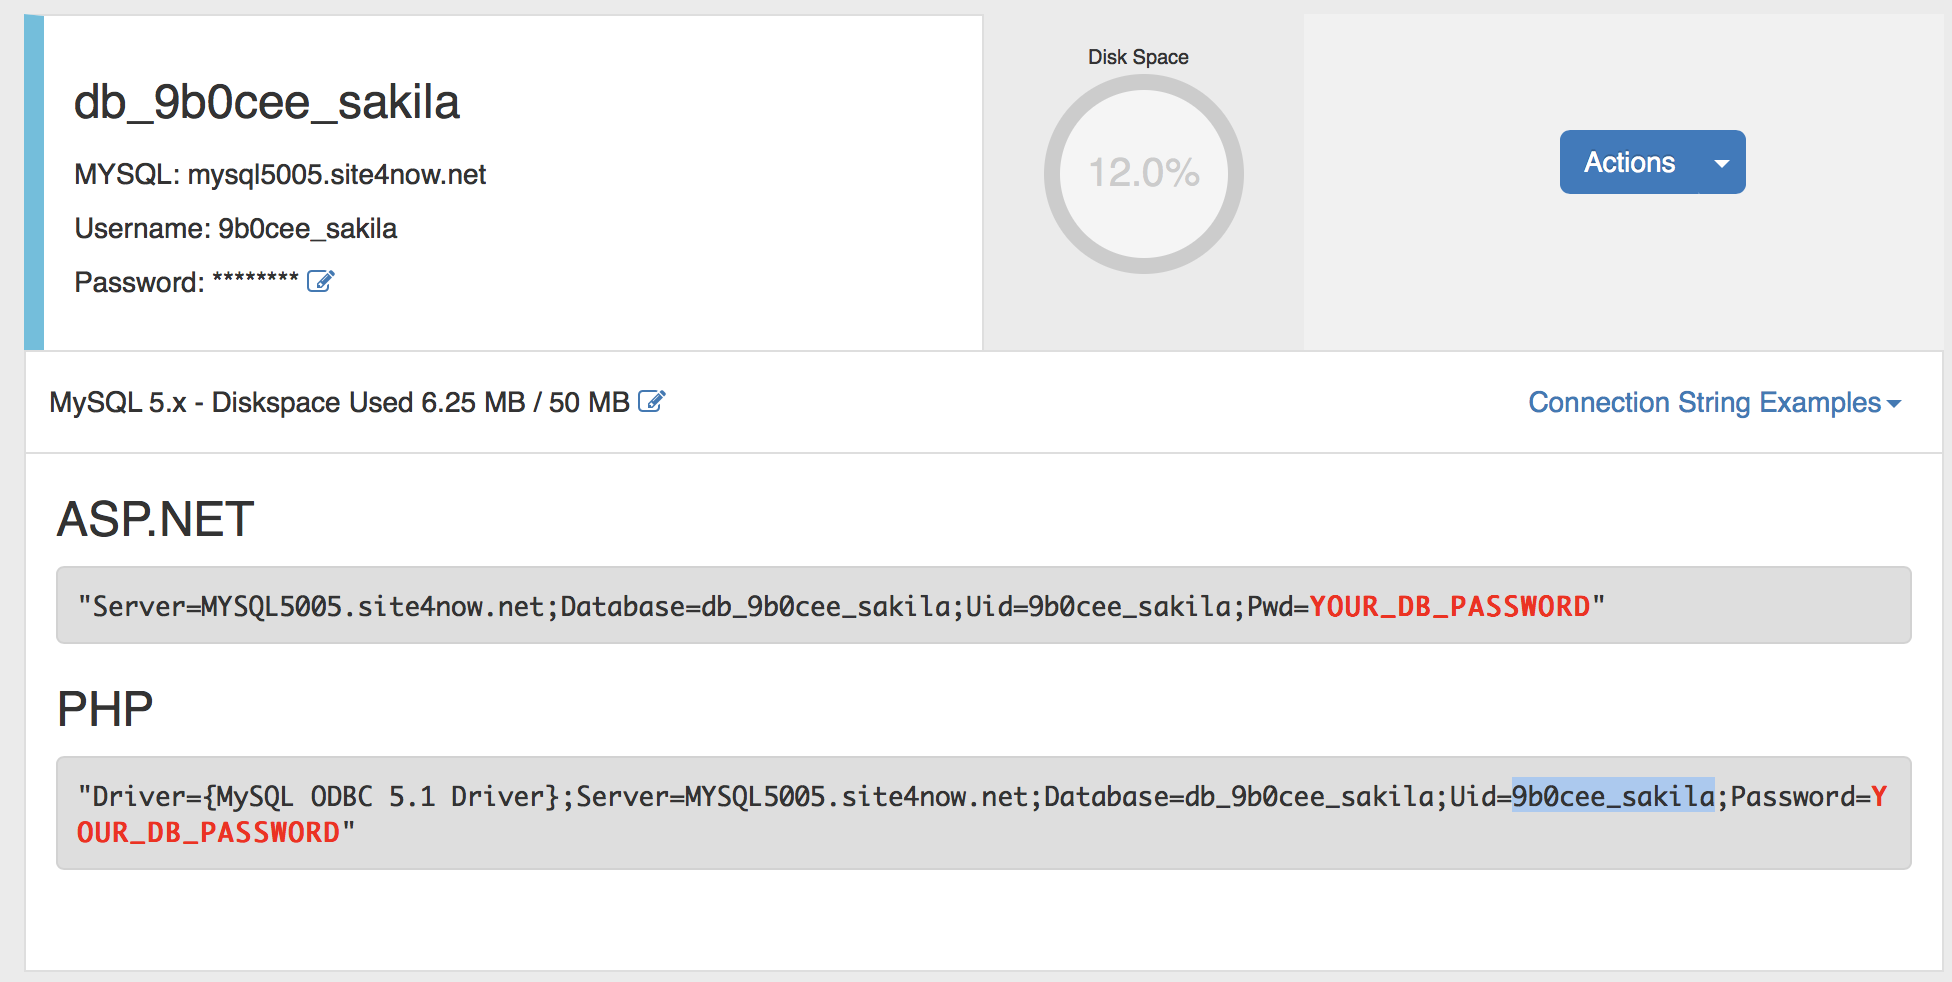 db_9b0cee_sakila
MYSQL: mysql5005.site4now.net
Username: 9b0cee_sakila
Password: ********
Disk Space
12.0%
Actions
MySQL 5.x - Diskspace Used 6.25 MB / 50 MB
Connection String Examples
ASP.NET
"Server=MYSQL5005.site4now.net;Database=db_9b0cee_sakila;Uid=9b0cee_sakila;Pwd=YOUR_DB_PASSWORD"
PHP
"Driver={MySQL ODBC 5.1 Driver};Server=MYSQL5005.site4now.net;Database=db_9b0cee_sakila;Uid=9b0cee_sakila;Password=Y
OUR_DB_PASSWORD"